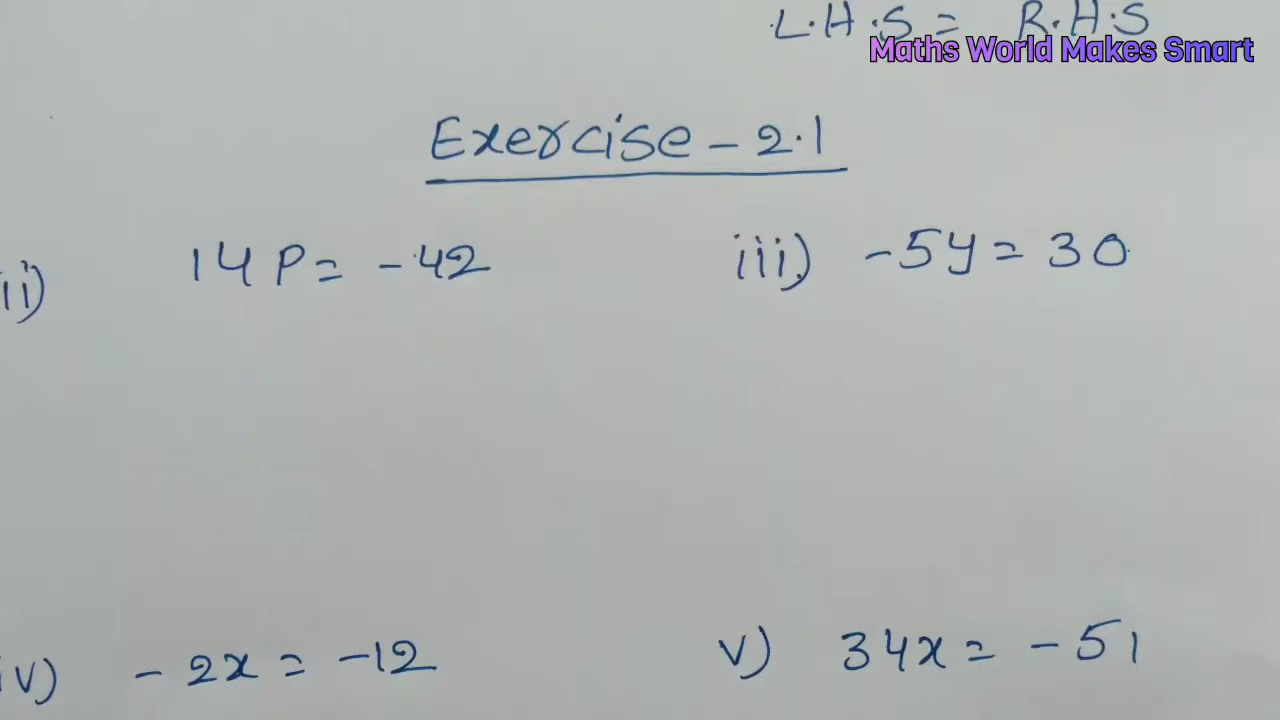 L.H.S = R.H.S
Maths World Makes Smart
Exercise - 2.1
ii) 14P = -42
iii) -5y = 30
iv) -2x = -12
v) 34x = -51